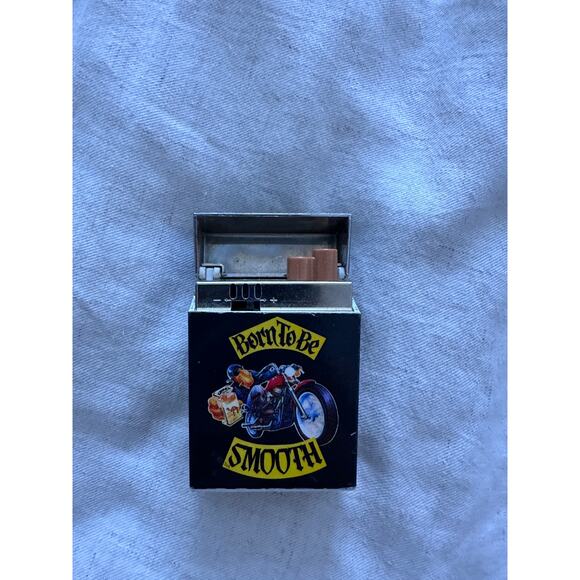 - +
Born To Be
SMOOTH